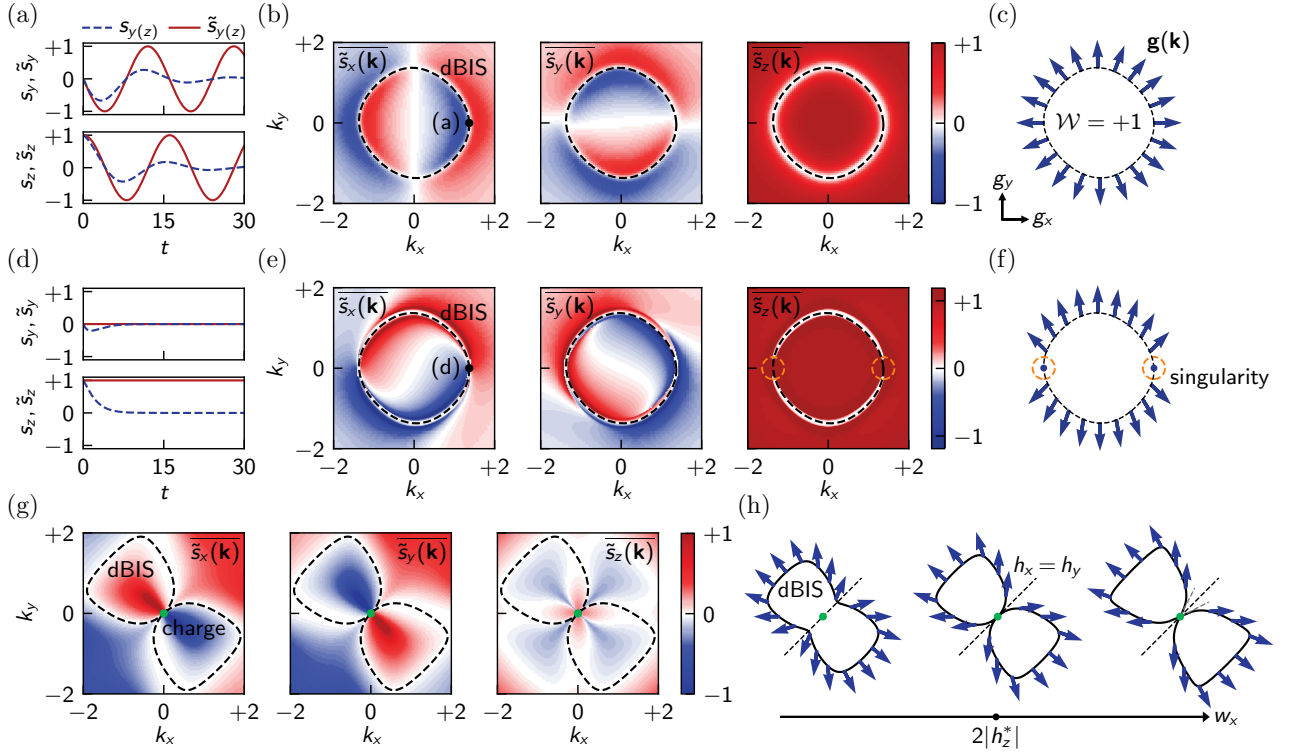 (a)
s_y(z) s̃_y(z)
+1
0
−1
s_y, s̃_y
+1
0
−1
s_z, s̃_z
0 15 30
t
(b)
s̃_x(k) dBIS
(a)
s̃_y(k)
s̃_z(k)
+2
0
−2
k_y
−2 0 +2
k_x
−2 0 +2
k_x
−2 0 +2
k_x
+1
0
−1
(c)
g(k)
𝒲 = +1
g_y
g_x
(d)
+1
0
−1
s_y, s̃_y
+1
0
−1
s_z, s̃_z
0 15 30
t
(e)
s̃_x(k) dBIS
(d)
s̃_y(k)
s̃_z(k)
+2
0
−2
k_y
−2 0 +2
k_x
−2 0 +2
k_x
−2 0 +2
k_x
+1
0
−1
(f)
singularity
(g)
s̃_x(k)
dBIS
charge
s̃_y(k)
s̃_z(k)
+2
0
−2
k_y
−2 0 +2
k_x
−2 0 +2
k_x
−2 0 +2
k_x
+1
0
−1
(h)
dBIS
h_x = h_y
2|h_z^*|
w_x